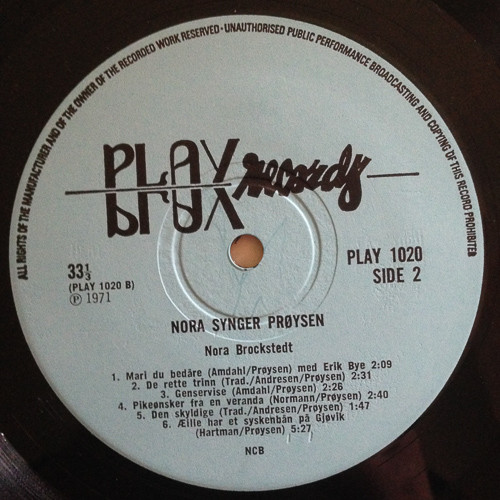 ALL RIGHTS OF THE MANUFACTURER AND OF THE OWNER OF THE RECORDED WORK RESERVED · UNAUTHORISED PUBLIC PERFORMANCE BROADCASTING AND COPYING OF THIS RECORD PROHIBITED
PLAY records
33⅓
(PLAY 1020 B)
℗ 1971
PLAY 1020
SIDE 2
NORA SYNGER PRØYSEN
Nora Brockstedt
1. Mari du bedåre (Amdahl/Prøysen) med Erik Bye 2:09
2. De rette trinn (Trad./Andresen/Prøysen) 2:31
3. Genservise (Amdahl/Prøysen) 2:26
4. Pikeønsker fra en veranda (Normann/Prøysen) 2:40
5. Den skyldige (Trad./Andresen/Prøysen) 1:47
6. Ælle har et syskenbån på Gjøvik
(Hartman/Prøysen) 5:27
NCB